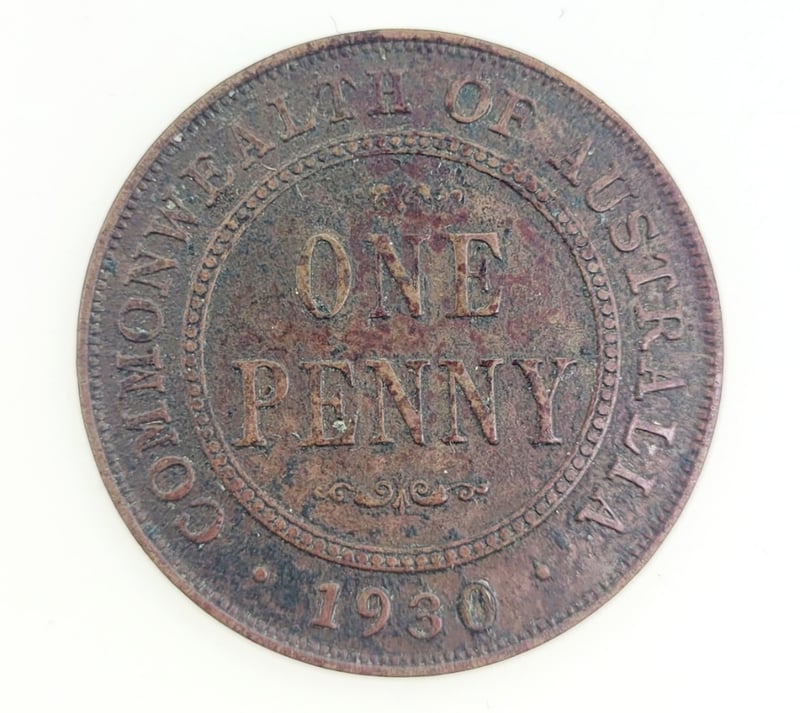 COMMONWEALTH OF AUSTRALIA
ONE
PENNY
· 1930 ·